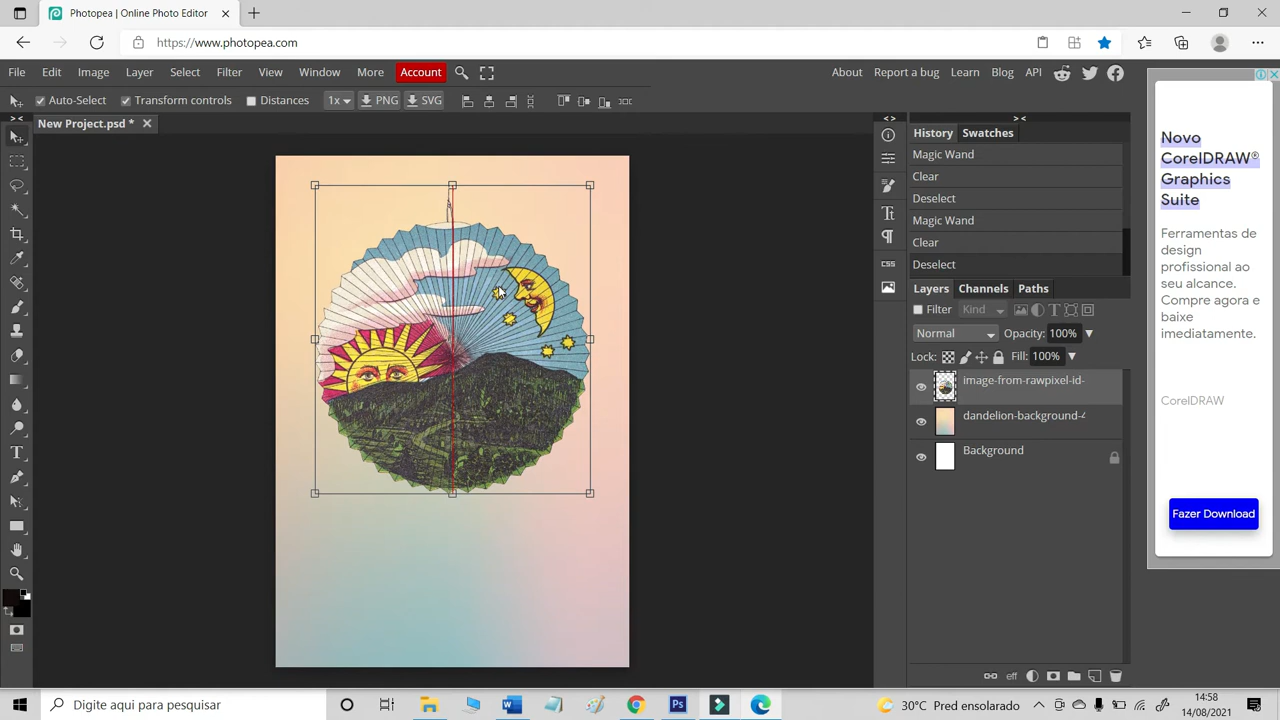 Photopea | Online Photo Editor
https://www.photopea.com
File Edit Image Layer Select Filter View Window More Account
About Report a bug Learn Blog API
Auto-Select Transform controls Distances 1x PNG SVG
New Project.psd *
History Swatches
Magic Wand
Clear
Deselect
Magic Wand
Clear
Deselect
Layers Channels Paths
Filter Kind
Normal Opacity: 100%
Lock: Fill: 100%
image-from-rawpixel-id-
dandelion-background-4
Background
eff
CSS
Novo
CorelDRAW®
Graphics
Suite
Ferramentas de
design
profissional ao
seu alcance.
Compre agora e
baixe
imediatamente.
CorelDRAW
Fazer Download
Digite aqui para pesquisar
30°C Pred ensolarado
14:58
14/08/2021